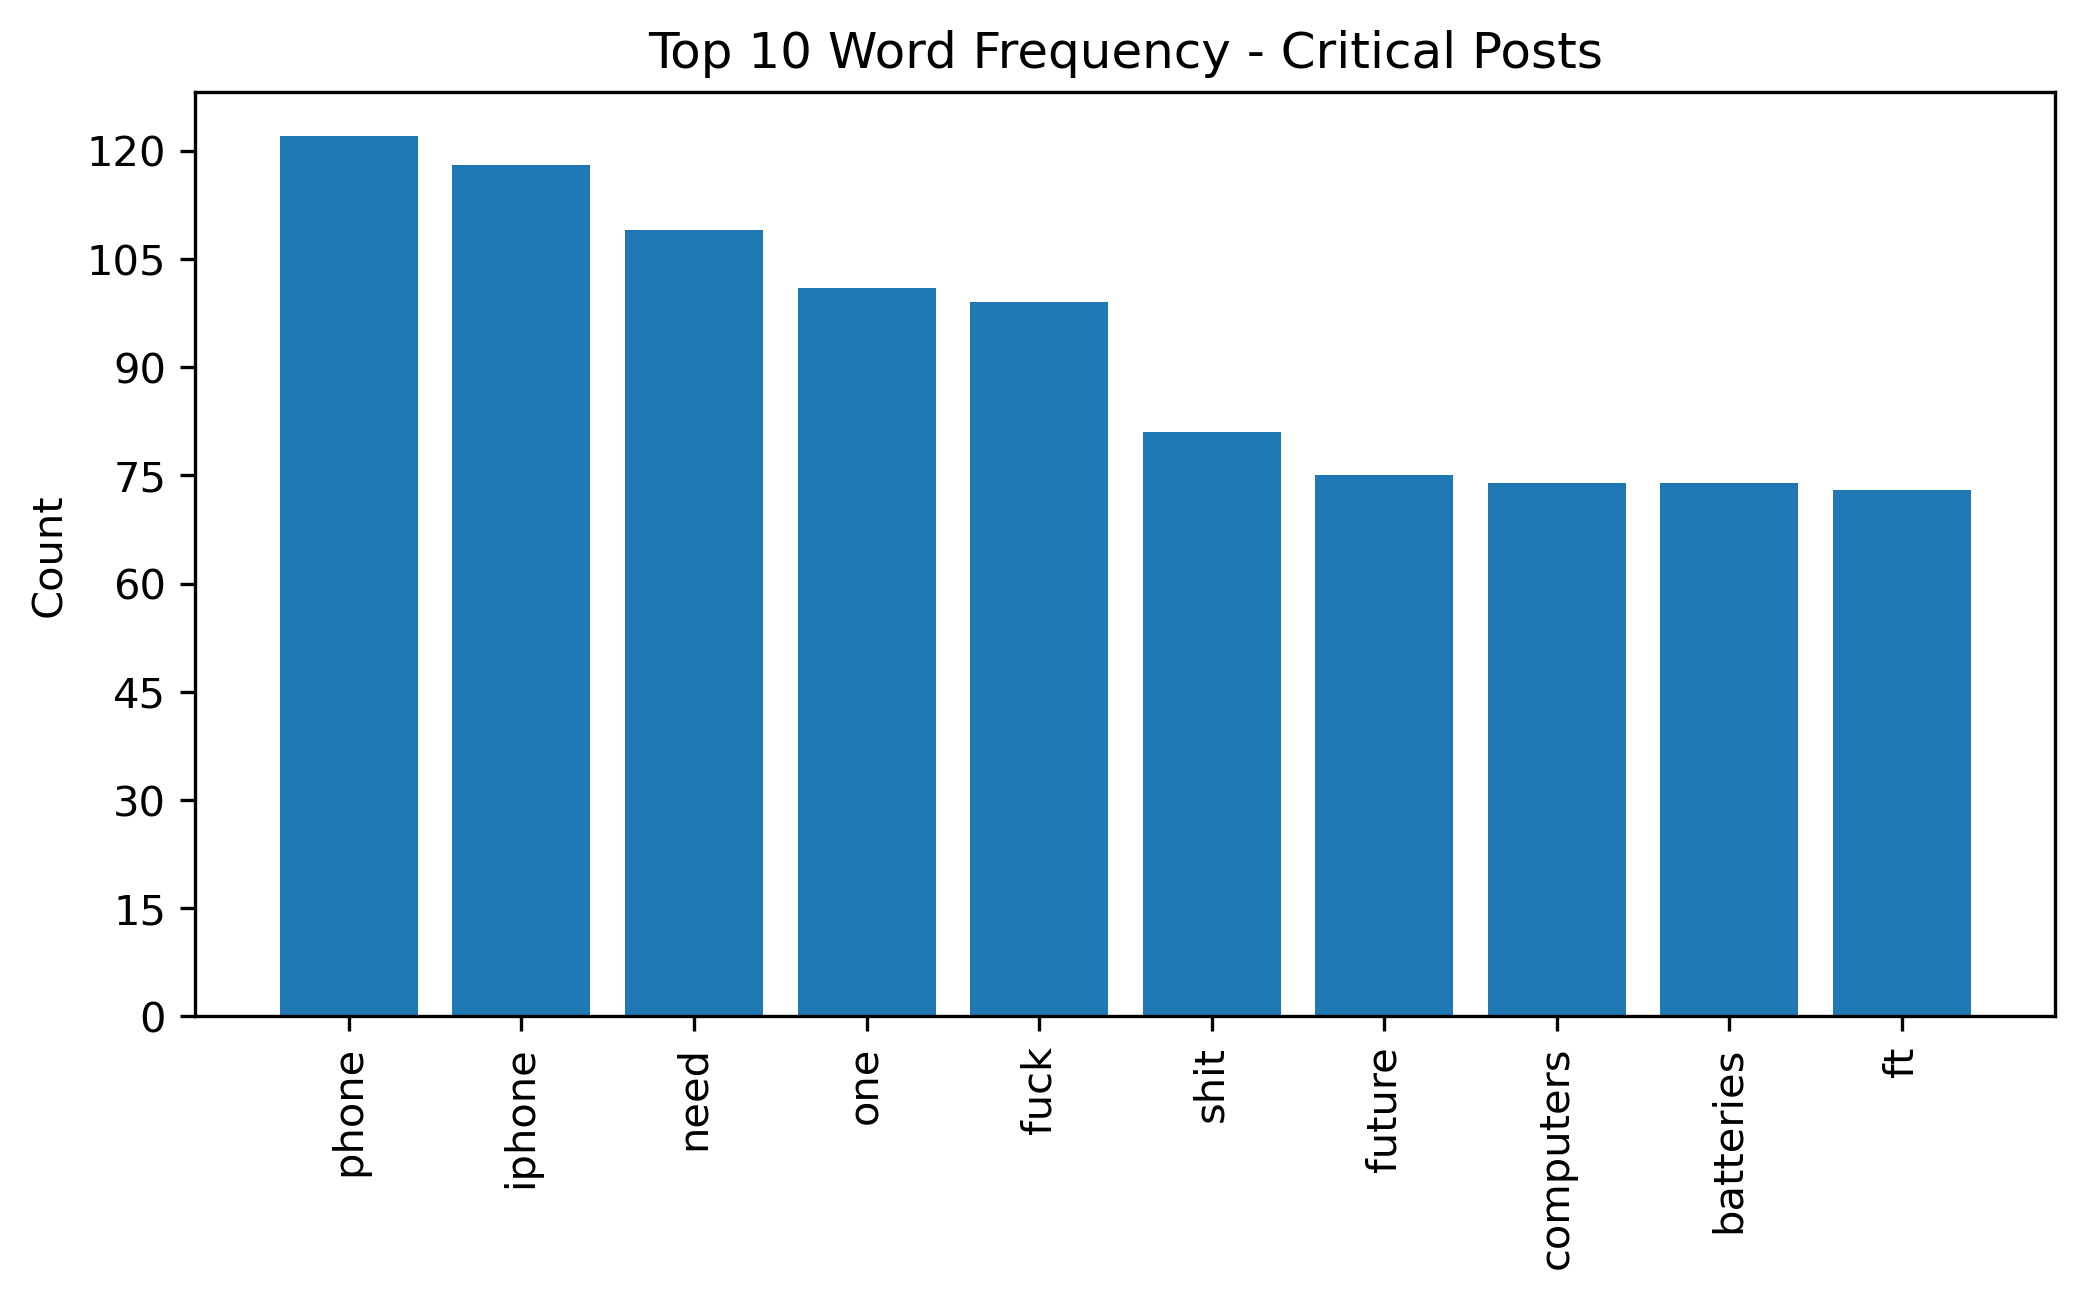 Top 10 Word Frequency - Critical Posts
Count
120
105
90
75
60
45
30
15
0
phone
iphone
need
one
fuck
shit
future
computers
batteries
ft